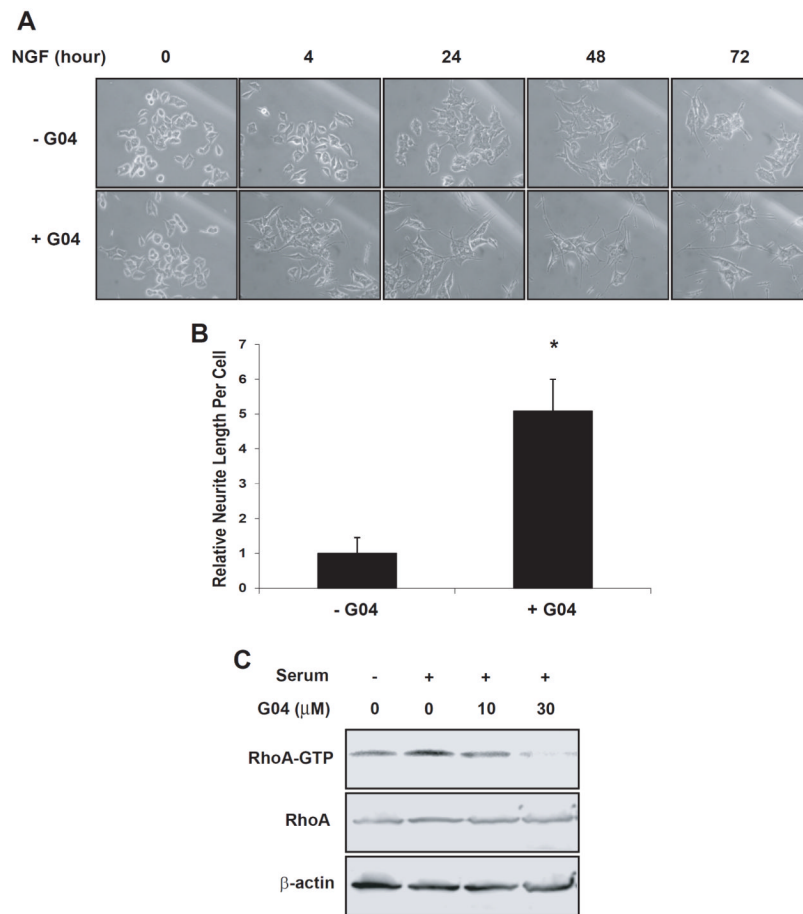 A
NGF (hour) 0 4 24 48 72
- G04
+ G04
B
Relative Neurite Length Per Cell
7
6
5
4
3
2
1
0
*
- G04 + G04
C
Serum - + + +
G04 (μM) 0 0 10 30
RhoA-GTP
RhoA
β-actin